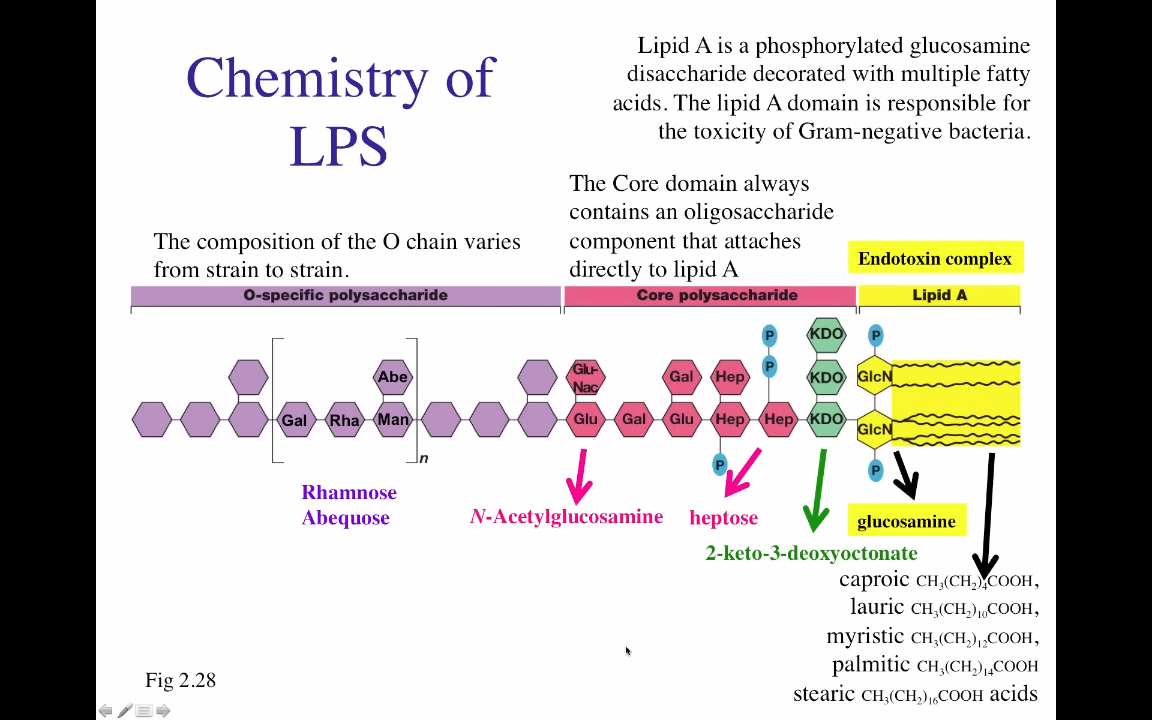 Chemistry of
LPS
Lipid A is a phosphorylated glucosamine
disaccharide decorated with multiple fatty
acids. The lipid A domain is responsible for
the toxicity of Gram-negative bacteria.
The Core domain always
contains an oligosaccharide
component that attaches
directly to lipid A
The composition of the O chain varies
from strain to strain.
Endotoxin complex
O-specific polysaccharide
Core polysaccharide
Lipid A
P
KDO
P
P
Abe
Glu-
Nac
Gal
Hep
KDO
GlcN
Gal
Rha
Man
Glu
Gal
Glu
Hep
Hep
KDO
GlcN
n
P
P
Rhamnose
Abequose
N-Acetylglucosamine
heptose
glucosamine
2-keto-3-deoxyoctonate
caproic CH₃(CH₂)₄COOH,
lauric CH₃(CH₂)₁₀COOH,
myristic CH₃(CH₂)₁₂COOH,
palmitic CH₃(CH₂)₁₄COOH
stearic CH₃(CH₂)₁₆COOH acids
Fig 2.28